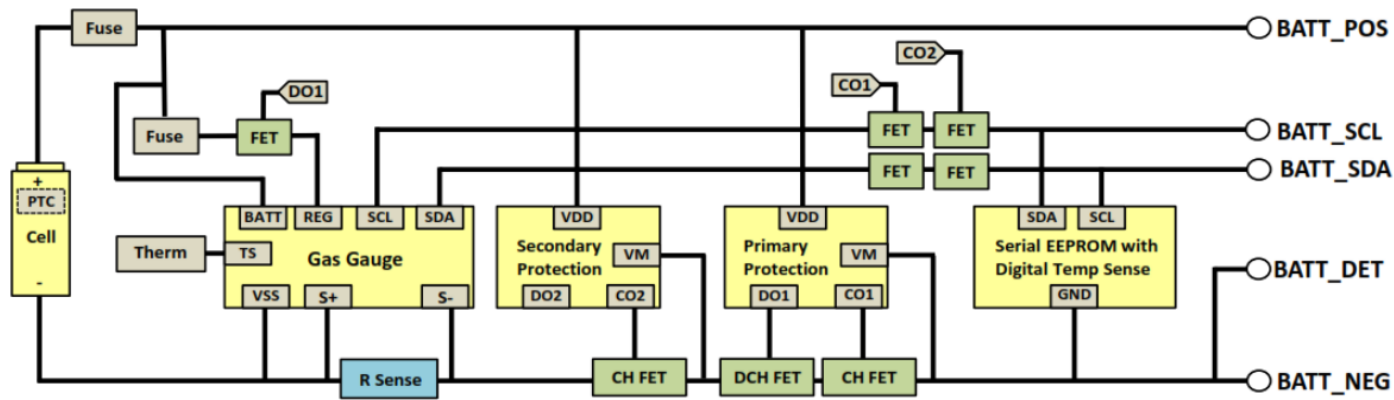 Fuse
BATT_POS
CO2
CO1
DO1
Fuse
FET
FET
FET
BATT_SCL
FET
FET
BATT_SDA
+
PTC
Cell
-
BATT
REG
SCL
SDA
VDD
VDD
SDA
SCL
Therm
TS
Gas Gauge
Secondary
Protection
VM
Primary
Protection
VM
Serial EEPROM with
Digital Temp Sense
BATT_DET
VSS
S+
S-
DO2
CO2
DO1
CO1
GND
R Sense
CH FET
DCH FET
CH FET
BATT_NEG